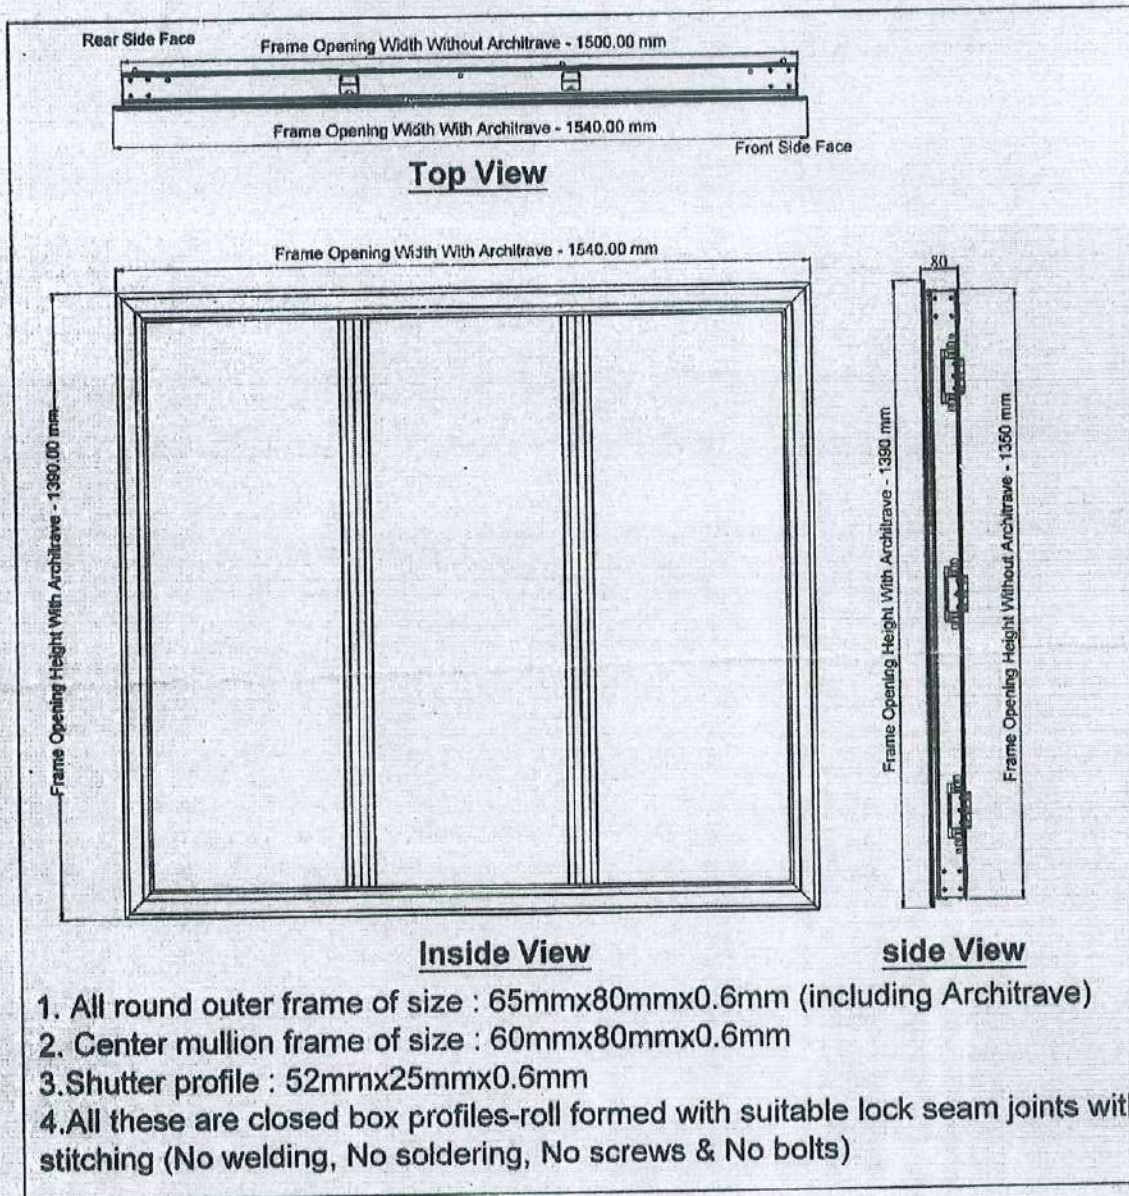 Rear Side Face
Frame Opening Width Without Architrave - 1500.00 mm
Frame Opening Width With Architrave - 1540.00 mm
Front Side Face
Top View
Frame Opening Width With Architrave - 1540.00 mm
80
Frame Opening Height With Architrave - 1390.00 mm
Frame Opening Height With Architrave - 1390 mm
Frame Opening Height Without Architrave - 1350 mm
Inside View
side View
1. All round outer frame of size : 65mmx80mmx0.6mm (including Architrave)
2. Center mullion frame of size : 60mmx80mmx0.6mm
3.Shutter profile : 52mmx25mmx0.6mm
4.All these are closed box profiles-roll formed with suitable lock seam joints wit
stitching (No welding, No soldering, No screws & No bolts)